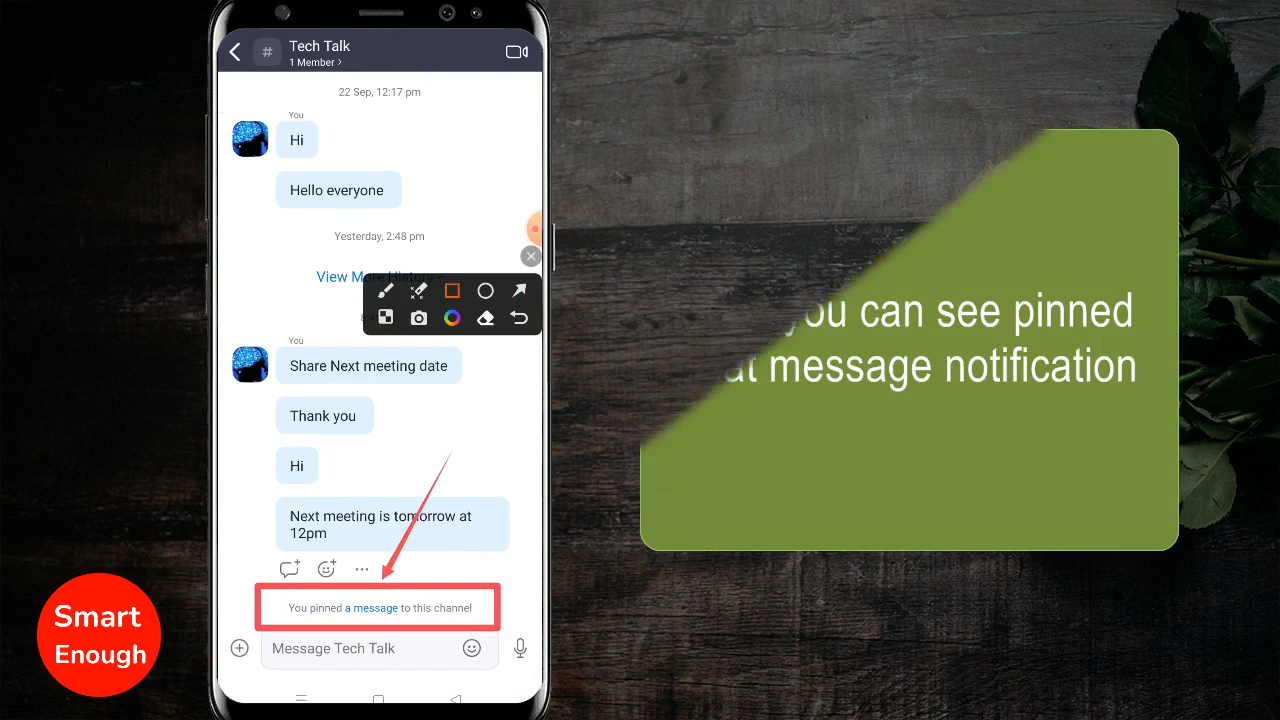 Tech Talk
1 Member >
22 Sep, 12:17 pm
You
Hi
Hello everyone
Yesterday, 2:48 pm
View More History
You
Share Next meeting date
Thank you
Hi
Next meeting is tomorrow at
12pm
You pinned a message to this channel
Message Tech Talk
you can see pinned
message notification
Smart
Enough